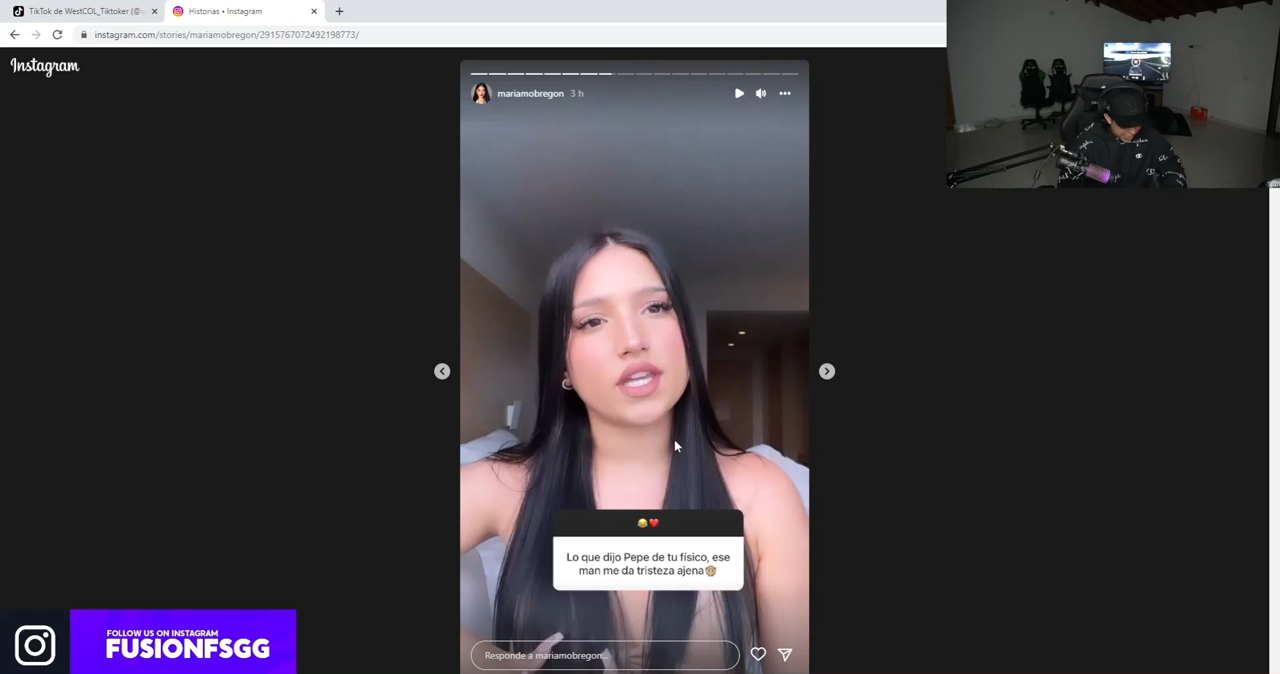 TikTok de WestCOL_Tiktoker (@
Historias • Instagram
instagram.com/stories/mariamobregon/2915767072492198773/
Instagram
mariamobregon 3 h
😂❤️
Lo que dijo Pepe de tu físico, ese
man me da tristeza ajena🙊
Responde a mariamobregon...
FOLLOW US ON INSTAGRAM
FUSIONFSGG